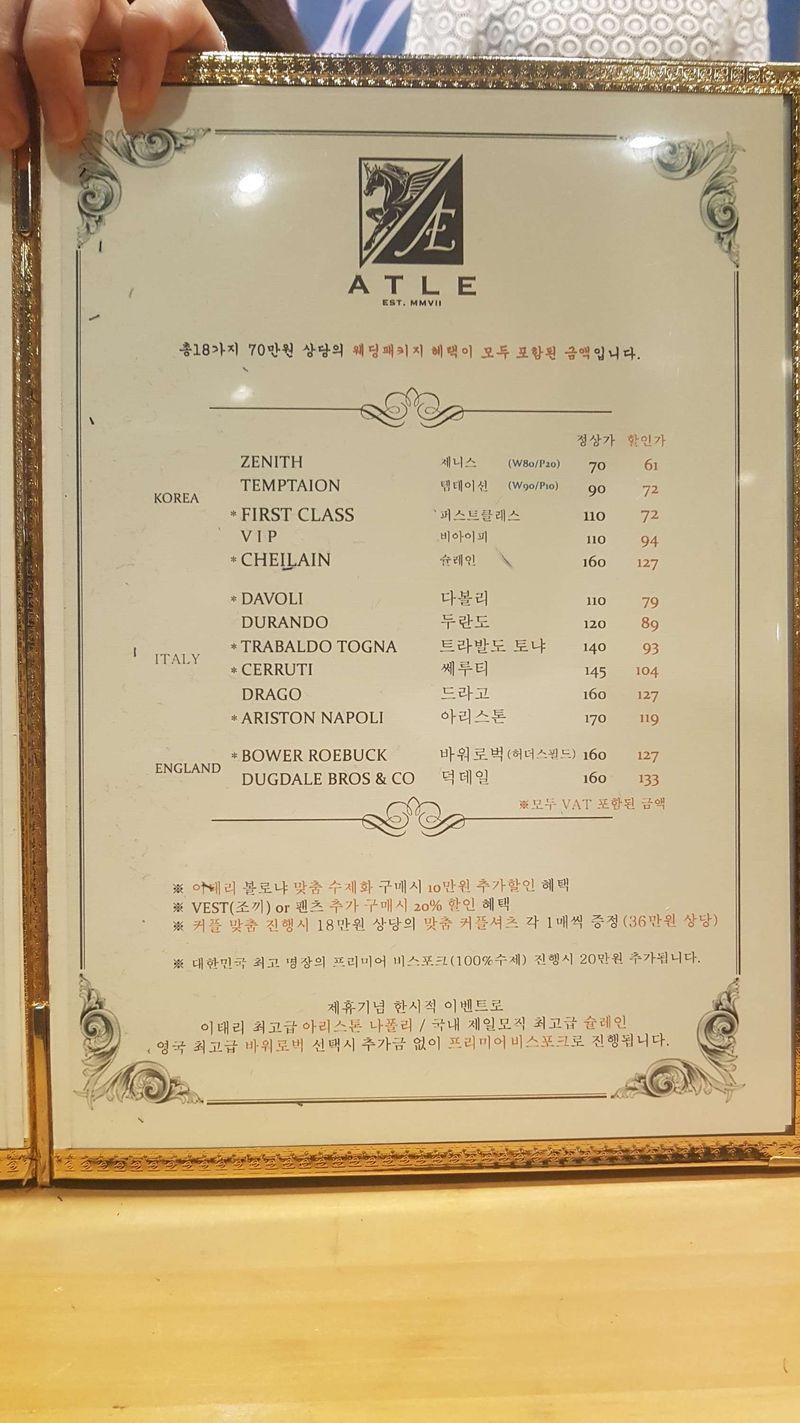 Æ
ATLE
EST. MMVII
총18가지 70만원 상당의 웨딩패키지 혜택이 모두 포함된 금액입니다.
정상가 할인가
KOREA
ZENITH 제니스 (W80/P20) 70 61
TEMPTAION 템테이션 (W90/P10) 90 72
*FIRST CLASS 퍼스트클래스 110 72
VIP 비아이피 110 94
*CHEILAIN 슐레인 160 127
ITALY
*DAVOLI 다볼리 110 79
DURANDO 두란도 120 89
*TRABALDO TOGNA 트라발도 토냐 140 93
*CERRUTI 쎄루티 145 104
DRAGO 드라고 160 127
*ARISTON NAPOLI 아리스톤 170 119
ENGLAND
*BOWER ROEBUCK 바워로벅(허더스필드) 160 127
DUGDALE BROS & CO 덕데일 160 133
※모두 VAT 포함된 금액
※ 이태리 볼로냐 맞춤 수제화 구매시 10만원 추가할인 혜택
※ VEST(조끼) or 팬츠 추가 구매시 20% 할인 혜택
※ 커플 맞춤 진행시 18만원 상당의 맞춤 커플셔츠 각 1매씩 증정(36만원 상당)
※ 대한민국 최고 명장의 프리미어 비스포크(100%수제) 진행시 20만원 추가됩니다.
제휴기념 한시적 이벤트로
이태리 최고급 아리스톤 나폴리 / 국내 제일모직 최고급 슐레인
영국 최고급 바워로벅 선택시 추가금 없이 프리미어 비스포크로 진행됩니다.